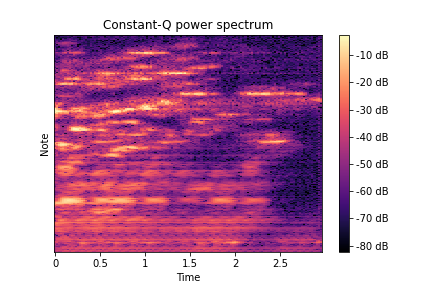 Constant-Q power spectrum
Note
-10 dB
-20 dB
-30 dB
-40 dB
-50 dB
-60 dB
-70 dB
-80 dB
0 0.5 1 1.5 2 2.5
Time